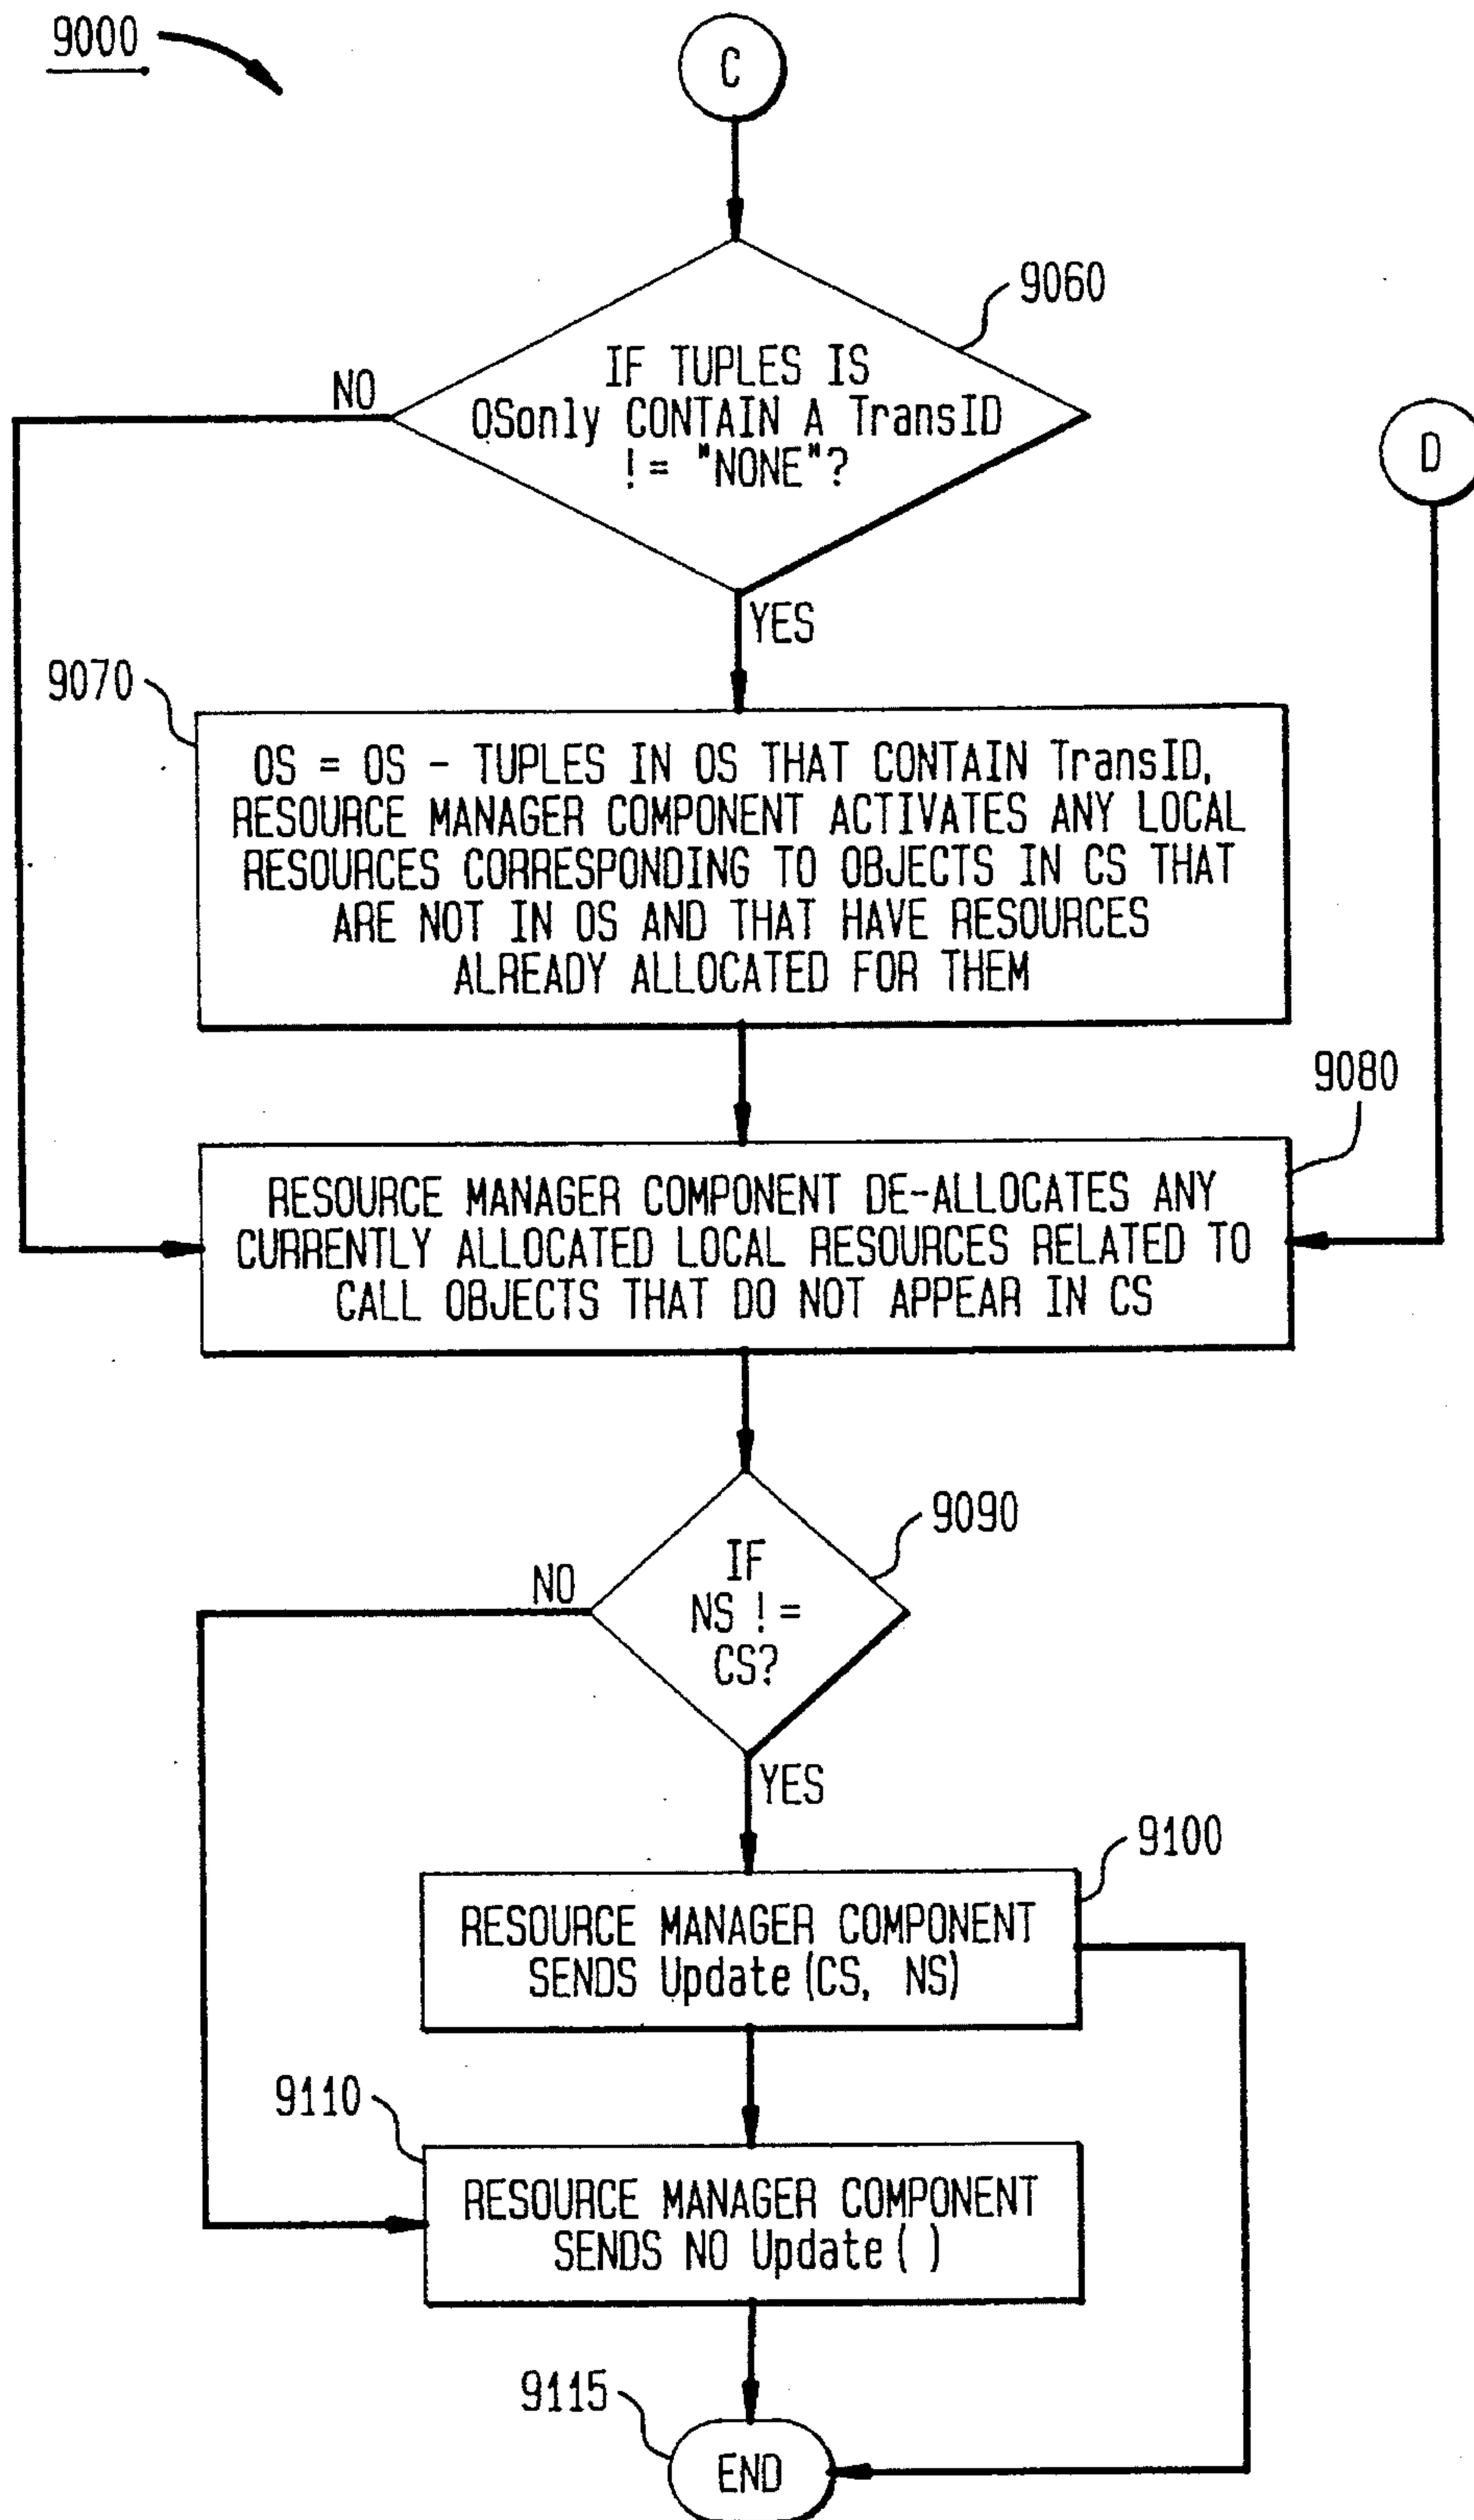 9000
C
9060
IF TUPLES IS
OSonly CONTAIN A TransID
!= "NONE"?
NO
D
YES
9070
OS = OS - TUPLES IN OS THAT CONTAIN TransID,
RESOURCE MANAGER COMPONENT ACTIVATES ANY LOCAL
RESOURCES CORRESPONDING TO OBJECTS IN CS THAT
ARE NOT IN OS AND THAT HAVE RESOURCES
ALREADY ALLOCATED FOR THEM
9080
RESOURCE MANAGER COMPONENT DE-ALLOCATES ANY
CURRENTLY ALLOCATED LOCAL RESOURCES RELATED TO
CALL OBJECTS THAT DO NOT APPEAR IN CS
9090
IF
NS !=
CS?
NO
YES
9100
RESOURCE MANAGER COMPONENT
SENDS Update (CS, NS)
9110
RESOURCE MANAGER COMPONENT
SENDS NO Update ( )
9115
END